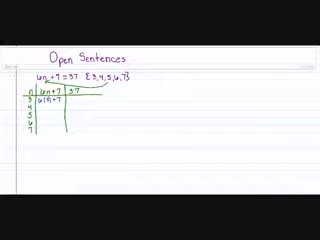 Open Sentences
6n + 7 = 37 {3,4,5,6,7}
n 6n+7 37
3 6(3)+7
4
5
6
7